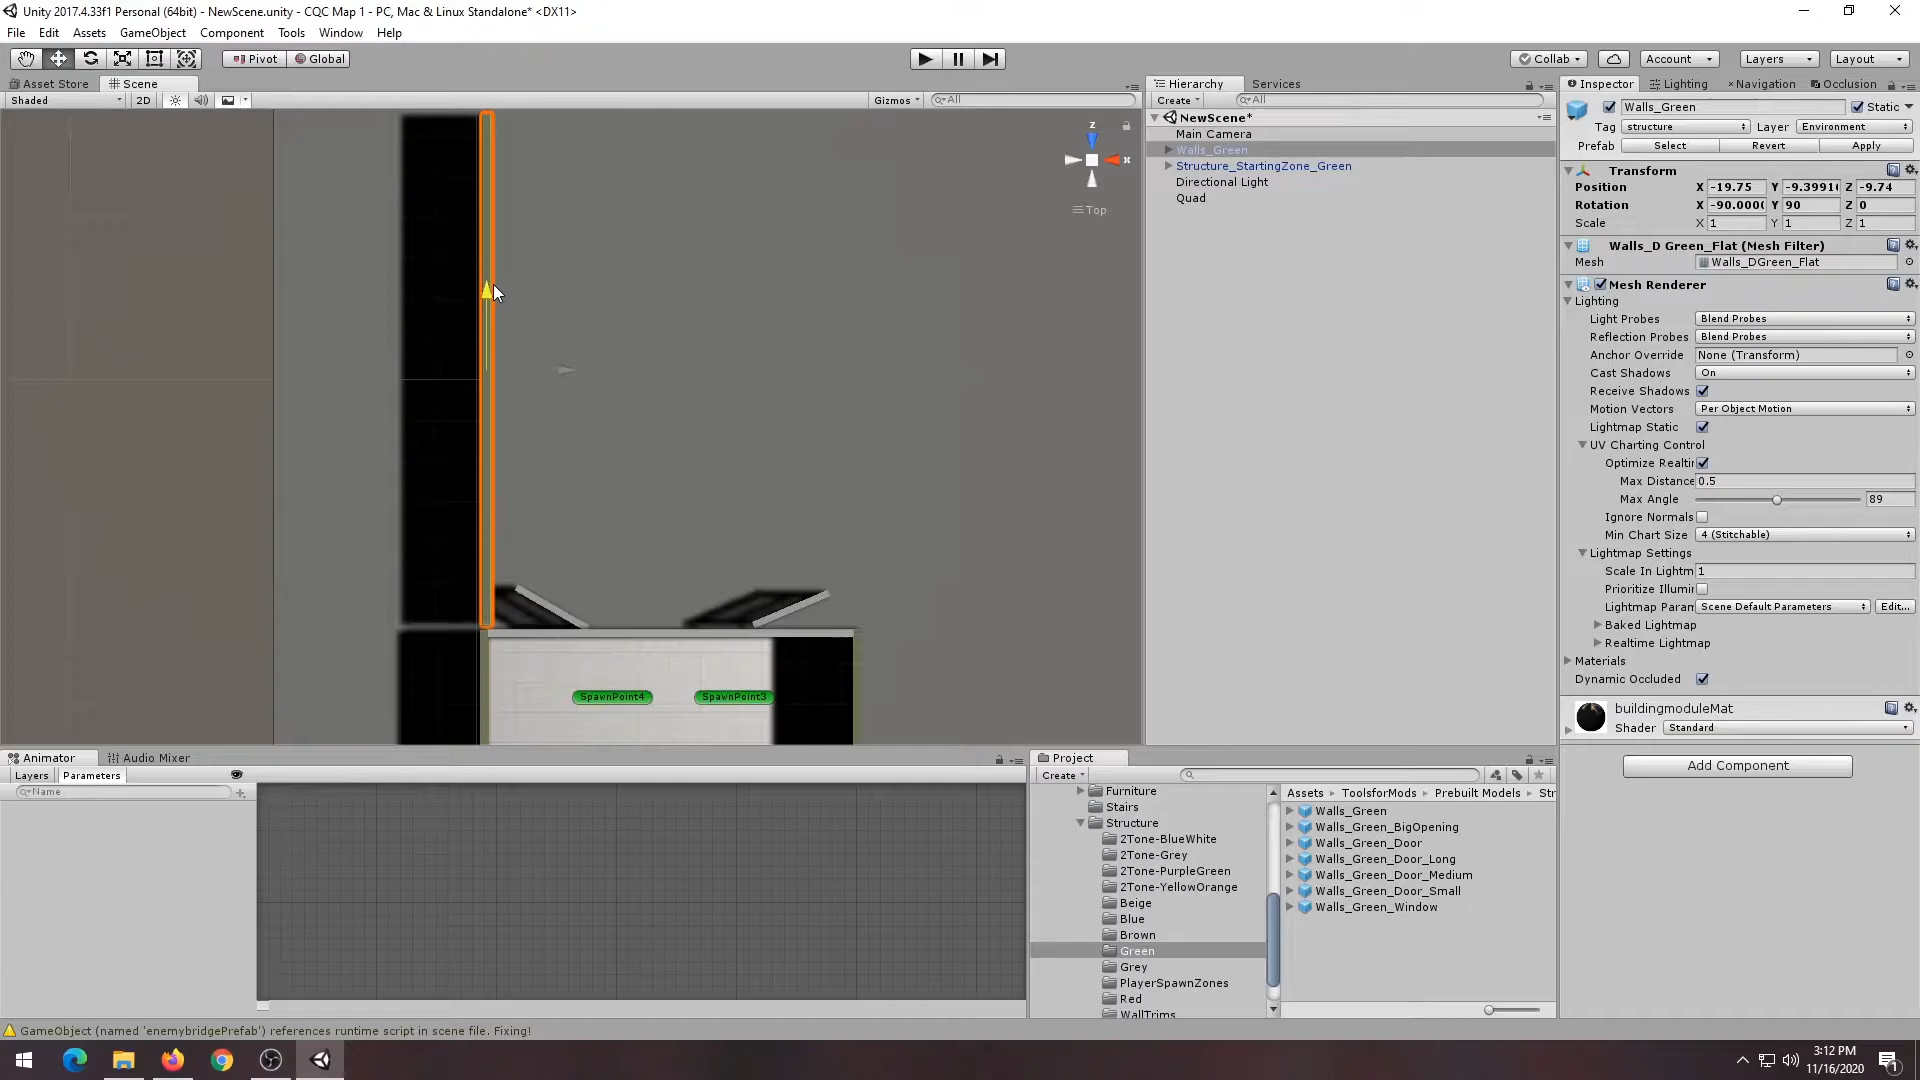 Unity 2017.4.33f1 Personal (64bit) - NewScene.unity - CQC Map 1 - PC, Mac & Linux Standalone* <DX11>
File Edit Assets GameObject Component Tools Window Help
Pivot Global Collab Account Layers Layout
Asset Store Scene
Shaded 2D Gizmos All
z
x
Top
SpawnPoint4 SpawnPoint3
Hierarchy Services
Create All
NewScene*
Main Camera
Walls_Green
Structure_StartingZone_Green
Directional Light
Quad
Inspector Lighting Navigation Occlusion
Walls_Green Static
Tag structure Layer Environment
Prefab Select Revert Apply
Transform
Position X -19.75 Y -9.3991( Z -9.74
Rotation X -90.000( Y 90 Z 0
Scale X 1 Y 1 Z 1
Walls_D Green_Flat (Mesh Filter)
Mesh Walls_DGreen_Flat
Mesh Renderer
Lighting
Light Probes Blend Probes
Reflection Probes Blend Probes
Anchor Override None (Transform)
Cast Shadows On
Receive Shadows
Motion Vectors Per Object Motion
Lightmap Static
UV Charting Control
Optimize Realtir
Max Distance 0.5
Max Angle 89
Ignore Normals
Min Chart Size 4 (Stitchable)
Lightmap Settings
Scale In Lightm 1
Prioritize Illumir
Lightmap Param Scene Default Parameters Edit...
Baked Lightmap
Realtime Lightmap
Materials
Dynamic Occluded
buildingmoduleMat
Shader Standard
Add Component
Animator Audio Mixer
Layers Parameters
Name
Project
Create
Furniture
Stairs
Structure
2Tone-BlueWhite
2Tone-Grey
2Tone-PurpleGreen
2Tone-YellowOrange
Beige
Blue
Brown
Green
Grey
PlayerSpawnZones
Red
WallTrims
Assets ▸ ToolsforMods ▸ Prebuilt Models ▸ Str
Walls_Green
Walls_Green_BigOpening
Walls_Green_Door
Walls_Green_Door_Long
Walls_Green_Door_Medium
Walls_Green_Door_Small
Walls_Green_Window
GameObject (named 'enemybridgePrefab') references runtime script in scene file. Fixing!
3:12 PM
11/16/2020
1